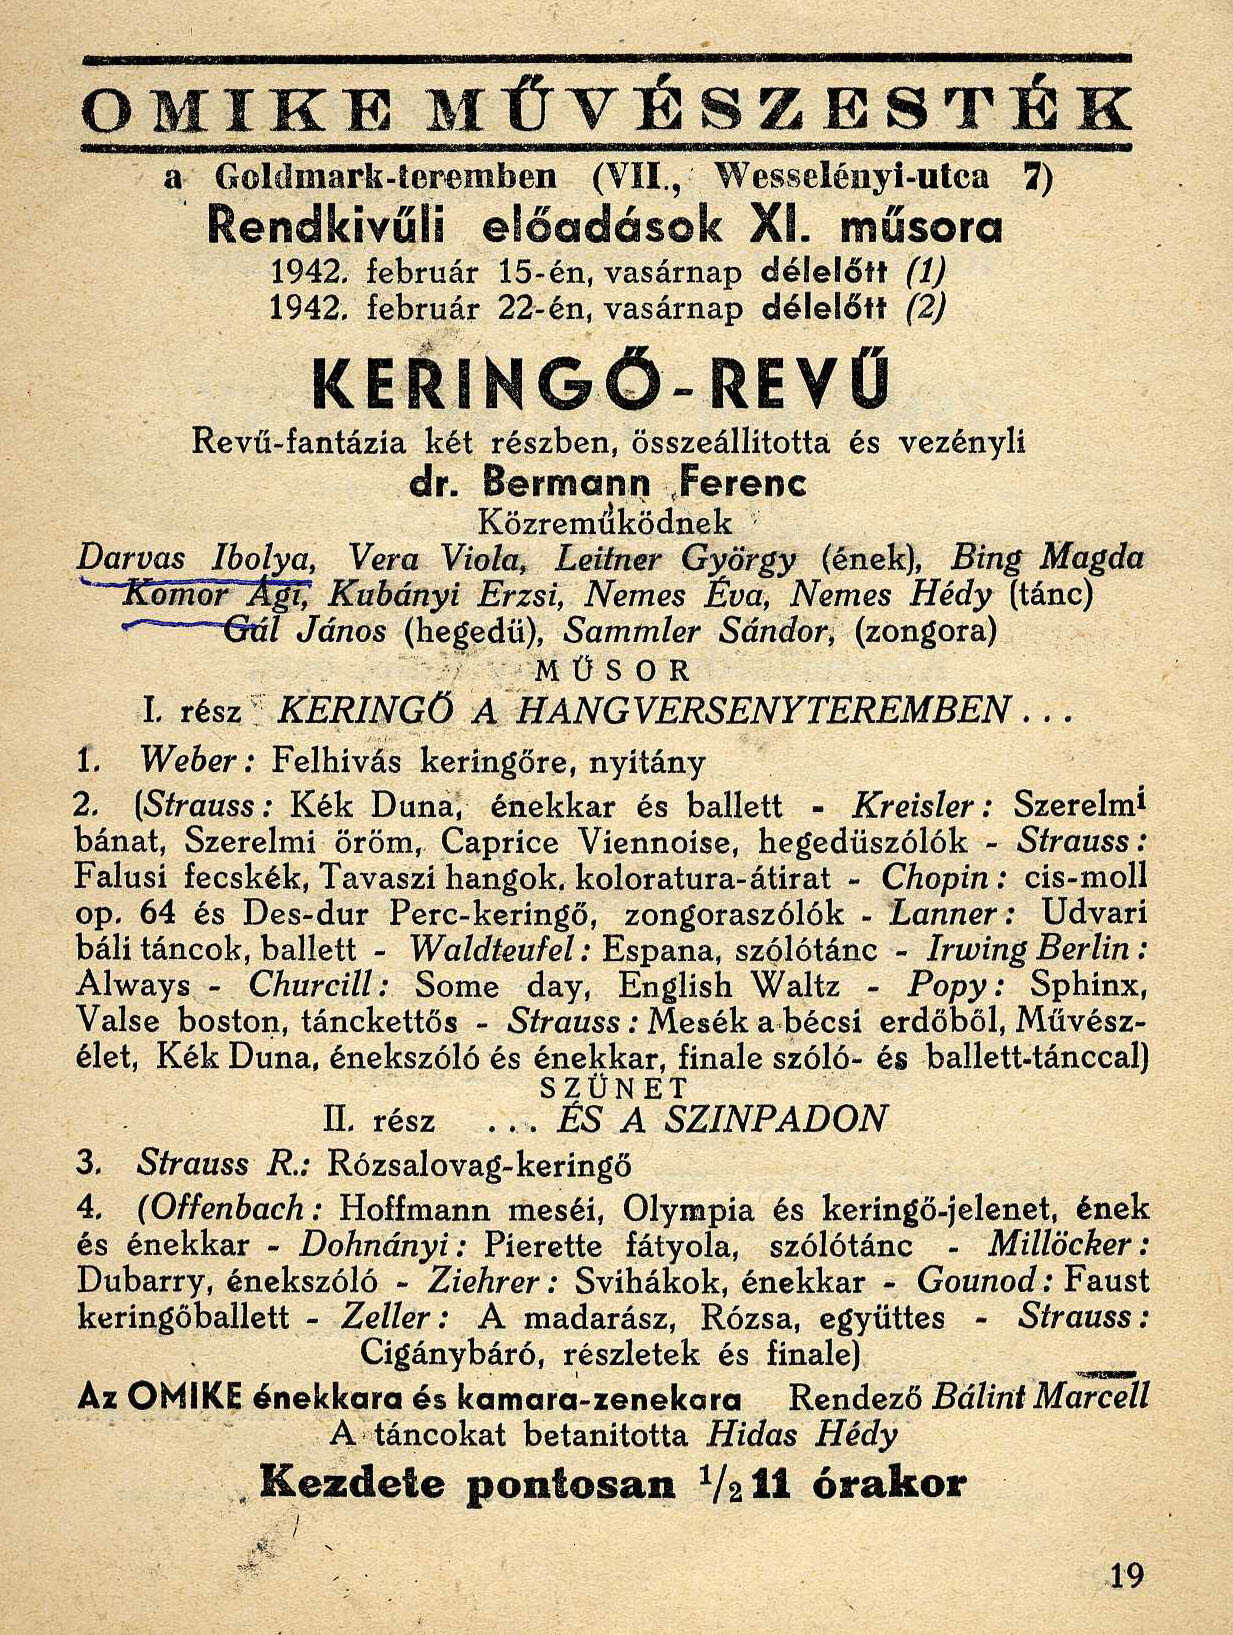 OMIKE MŰVÉSZESTÉK
a Goldmark-teremben (VII., Wesselényi-utca 7)
Rendkivűli előadások XI. műsora
1942. február 15-én, vasárnap délelőtt (1)
1942. február 22-én, vasárnap délelőtt (2)
KERINGŐ-REVŰ
Revű-fantázia két részben, összeállitotta és vezényli
dr. Bermann Ferenc
Közreműködnek
Darvas Ibolya, Vera Viola, Leitner György (ének), Bing Magda
Komor Ági, Kubányi Erzsi, Nemes Éva, Nemes Hédy (tánc)
Gál János (hegedü), Sammler Sándor, (zongora)
MŰSOR
I. rész KERINGŐ A HANGVERSENYTEREMBEN . . .
1. Weber: Felhivás keringőre, nyitány
2. (Strauss: Kék Duna, énekkar és ballett - Kreisler: Szerelmi
bánat, Szerelmi öröm, Caprice Viennoise, hegedüszólók - Strauss:
Falusi fecskék, Tavaszi hangok. koloratura-átirat - Chopin: cis-moll
op. 64 és Des-dur Perc-keringő, zongoraszólók - Lanner: Udvari
báli táncok, ballett - Waldteufel: Espana, szólótánc - Irwing Berlin:
Always - Churcill: Some day, English Waltz - Popy: Sphinx,
Valse boston, tánckettős - Strauss: Mesék a bécsi erdőből, Művész-
élet, Kék Duna, énekszóló és énekkar, finale szóló- és ballett-tánccal)
SZÜNET
II. rész . . . ÉS A SZINPADON
3. Strauss R.: Rózsalovag-keringő
4. (Offenbach: Hoffmann meséi, Olympia és keringő-jelenet, ének
és énekkar - Dohnányi: Pierette fátyola, szólótánc - Millöcker:
Dubarry, énekszóló - Ziehrer: Svihákok, énekkar - Gounod: Faust
keringőballett - Zeller: A madarász, Rózsa, együttes - Strauss:
Cigánybáró, részletek és finale)
Az OMIKE énekkara és kamara-zenekara Rendező Bálint Marcell
A táncokat betanitotta Hidas Hédy
Kezdete pontosan 1/2 11 órakor
19